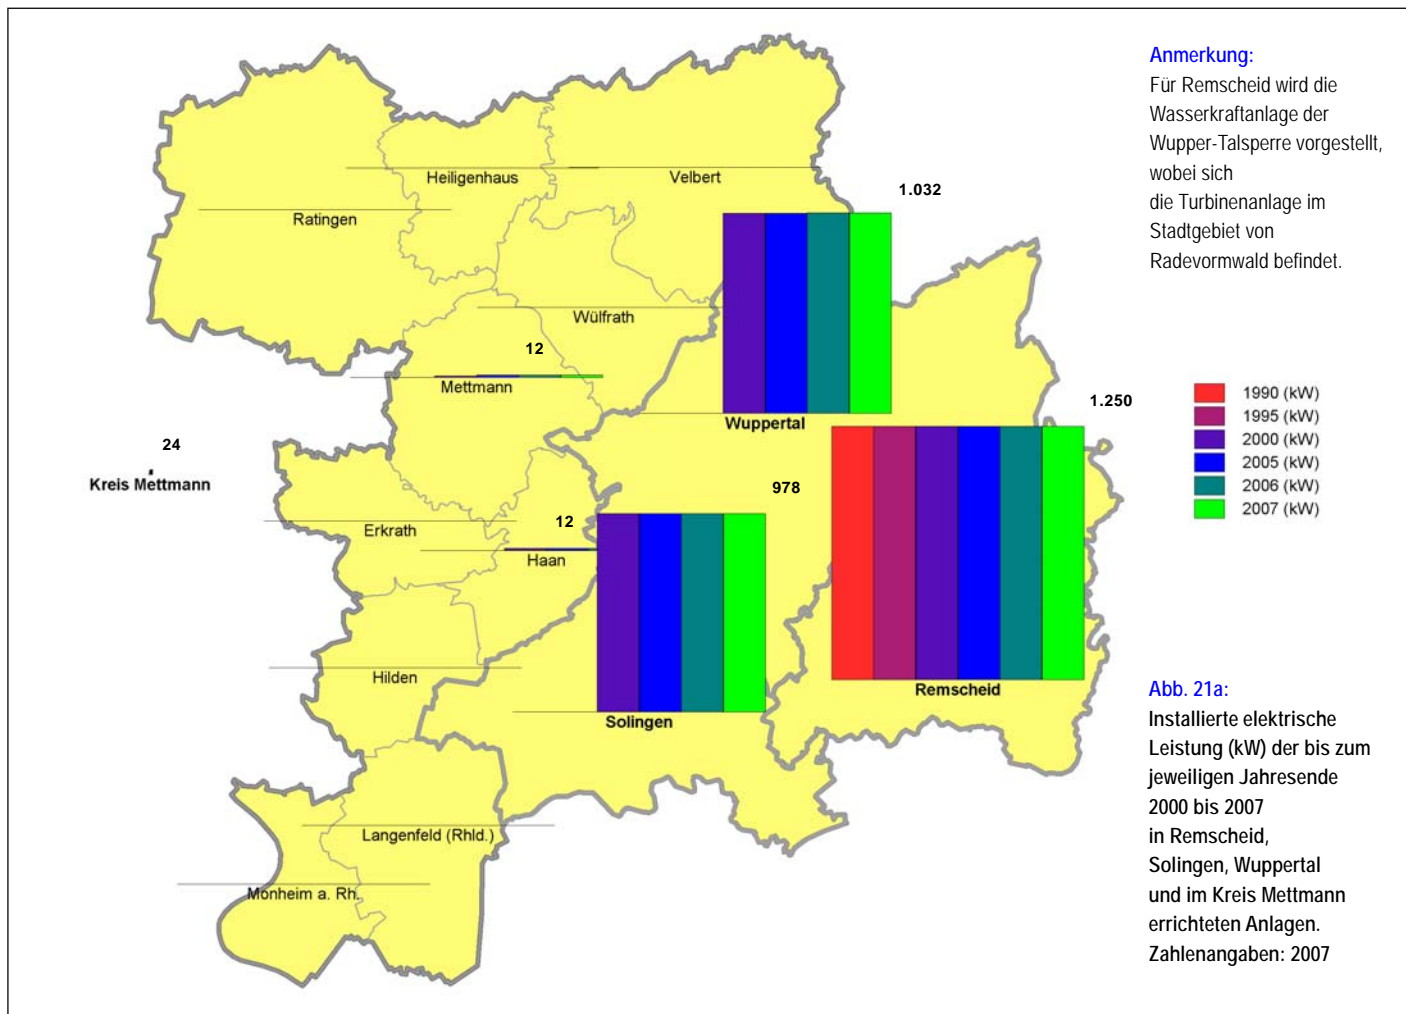 Anmerkung:
Für Remscheid wird die
Wasserkraftanlage der
Wupper-Talsperre vorgestellt,
wobei sich
die Turbinenanlage im
Stadtgebiet von
Radevormwald befindet.
Heiligenhaus
Velbert
Ratingen
1.032
Wülfrath
12
Mettmann
Wuppertal
1.250
24
Kreis Mettmann
978
12
Erkrath
Haan
Hilden
Solingen
Remscheid
Langenfeld (Rhld.)
Monheim a. Rh.
1990 (kW)
1995 (kW)
2000 (kW)
2005 (kW)
2006 (kW)
2007 (kW)
Abb. 21a:
Installierte elektrische
Leistung (kW) der bis zum
jeweiligen Jahresende
2000 bis 2007
in Remscheid,
Solingen, Wuppertal
und im Kreis Mettmann
errichteten Anlagen.
Zahlenangaben: 2007